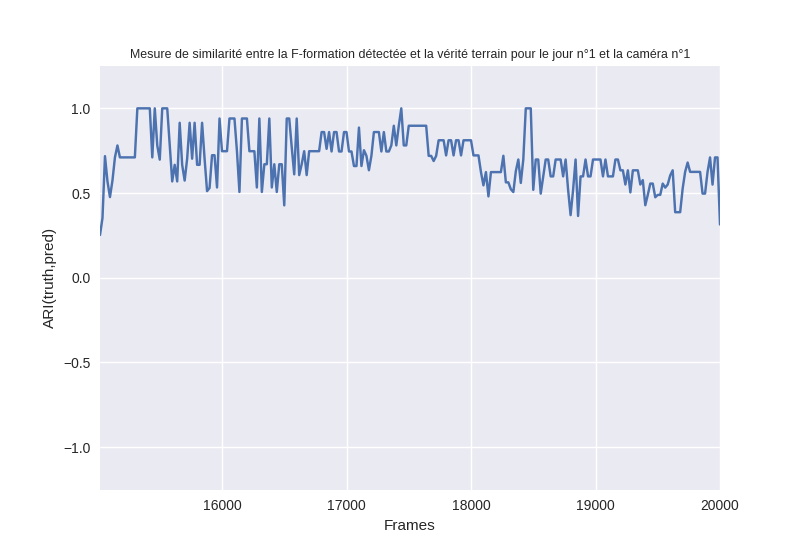 Mesure de similarité entre la F-formation détectée et la vérité terrain pour le jour n°1 et la caméra n°1
1.0
0.5
0.0
−0.5
−1.0
ARI(truth,pred)
16000 17000 18000 19000 20000
Frames